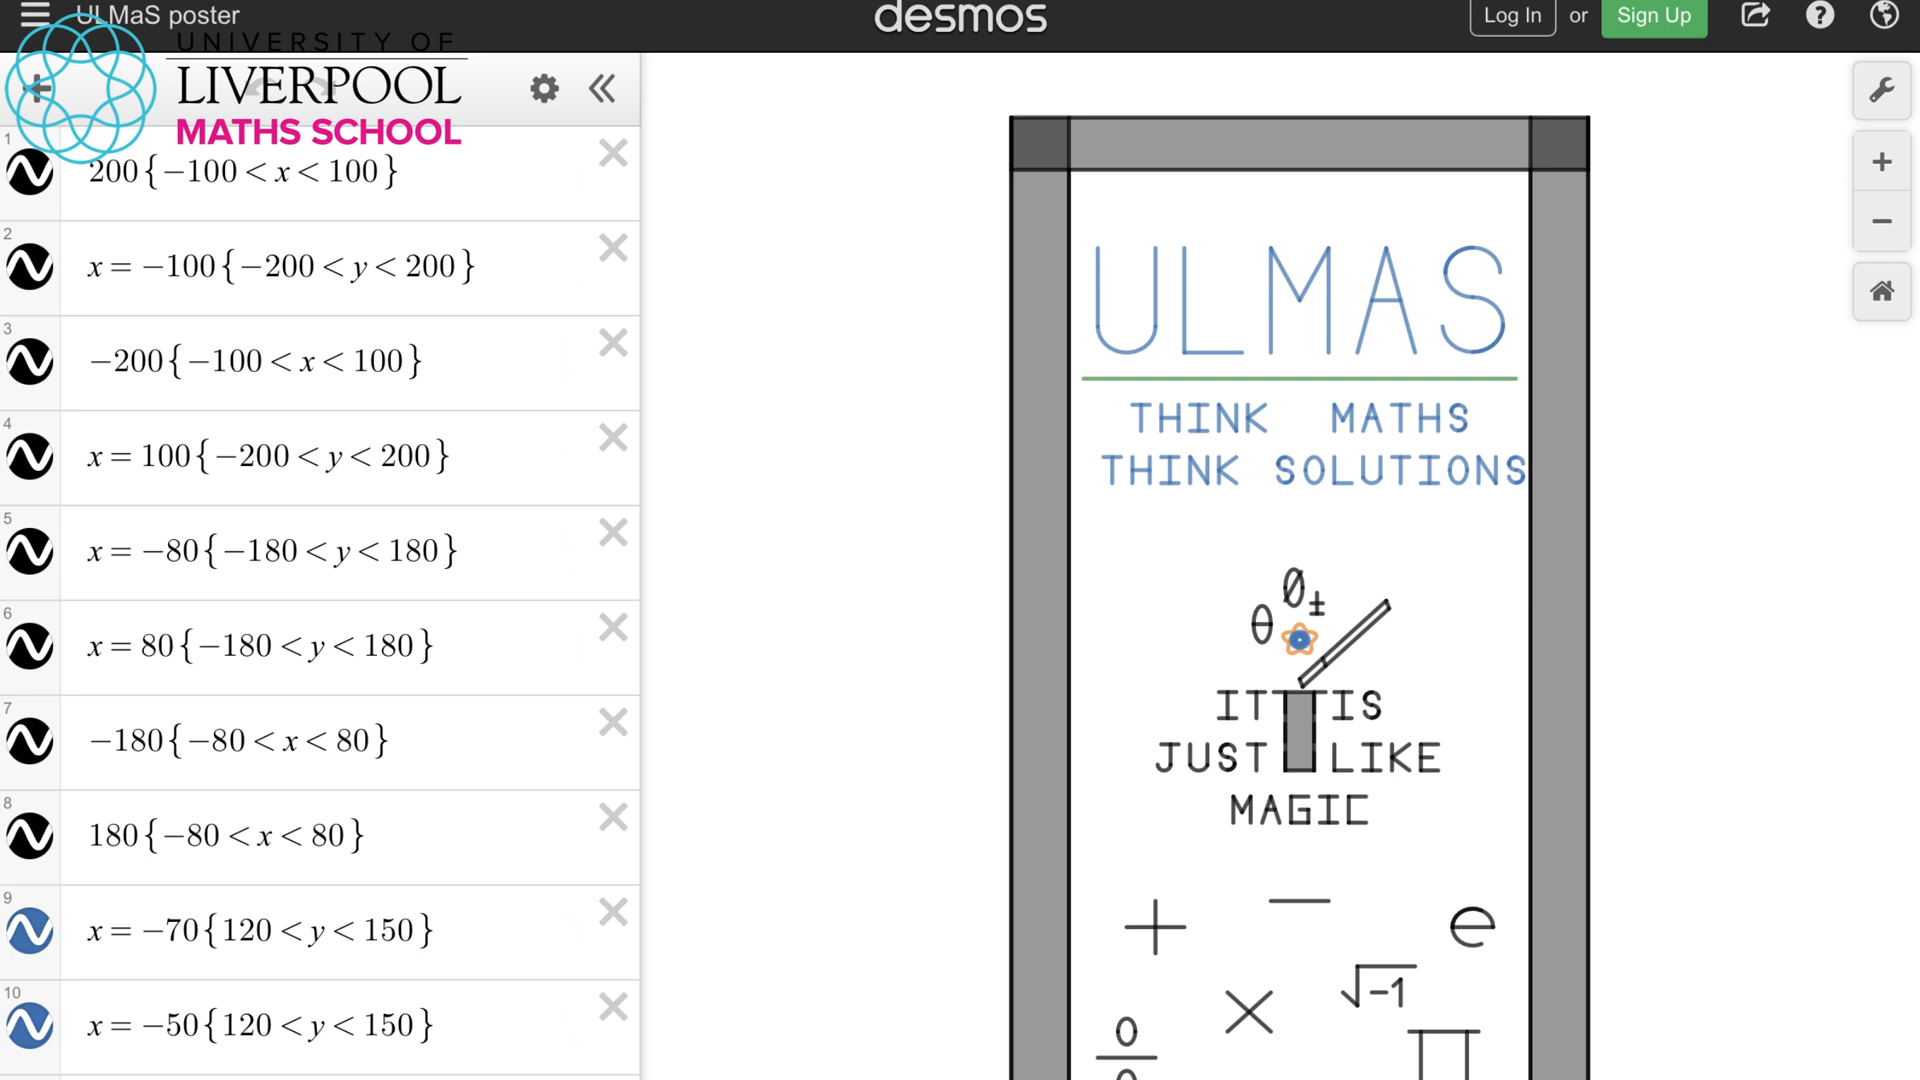 ULMaS poster
desmos
Log In or Sign Up
UNIVERSITY OF
LIVERPOOL
MATHS SCHOOL
1
200{−100 < x < 100}
2
x = −100{−200 < y < 200}
3
−200{−100 < x < 100}
4
x = 100{−200 < y < 200}
5
x = −80{−180 < y < 180}
6
x = 80{−180 < y < 180}
7
−180{−80 < x < 80}
8
180{−80 < x < 80}
9
x = −70{120 < y < 150}
10
x = −50{120 < y < 150}
ULMAS
THINK MATHS
THINK SOLUTIONS
Ø ±
θ
IT IS
JUST LIKE
MAGIC
+ − e
× √−1
0